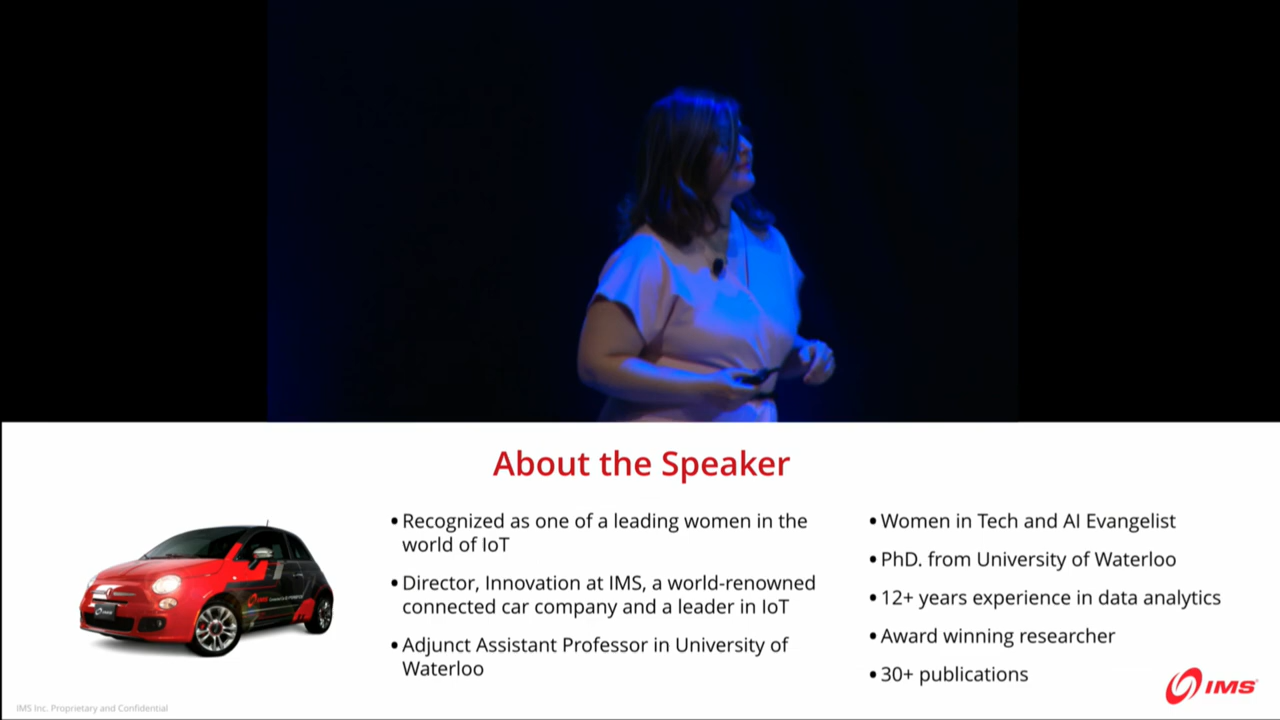 About the Speaker
• Recognized as one of a leading women in the
world of IoT
• Director, Innovation at IMS, a world-renowned
connected car company and a leader in IoT
• Adjunct Assistant Professor in University of
Waterloo
• Women in Tech and AI Evangelist
• PhD. from University of Waterloo
• 12+ years experience in data analytics
• Award winning researcher
• 30+ publications
IMS
IMS
IMS Inc. Proprietary and Confidential
IMS